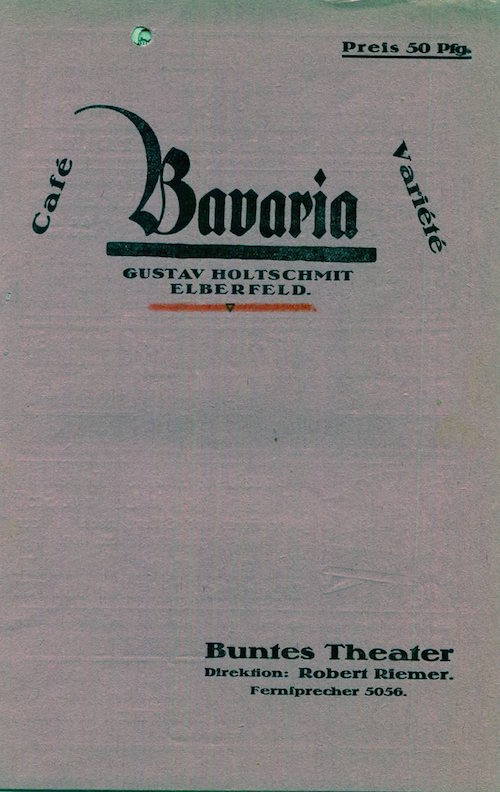 Preis 50 Pfg.
Café
Bavaria
Variété
GUSTAV HOLTSCHMIT
ELBERFELD.
Buntes Theater
Direktion: Robert Riemer.
Fernsprecher 5056.